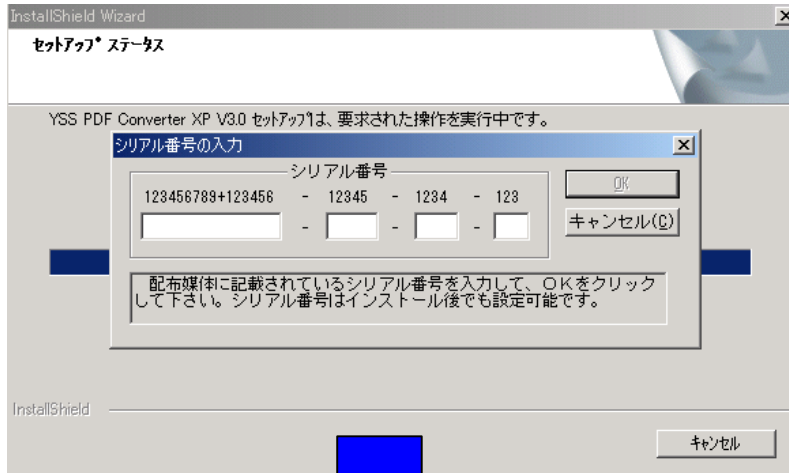 InstallShield Wizard
ｾｯﾄｱｯﾌﾟ ｽﾃｰﾀｽ
YSS PDF Converter XP V3.0 ｾｯﾄｱｯﾌﾟは、要求された操作を実行中です。
シリアル番号の入力
シリアル番号
123456789+123456 - 12345 - 1234 - 123
- - -
OK
キャンセル(C)
配布媒体に記載されているシリアル番号を入力して、ＯＫをクリック
して下さい。シリアル番号はインストール後でも設定可能です。
InstallShield
ｷｬﾝｾﾙ